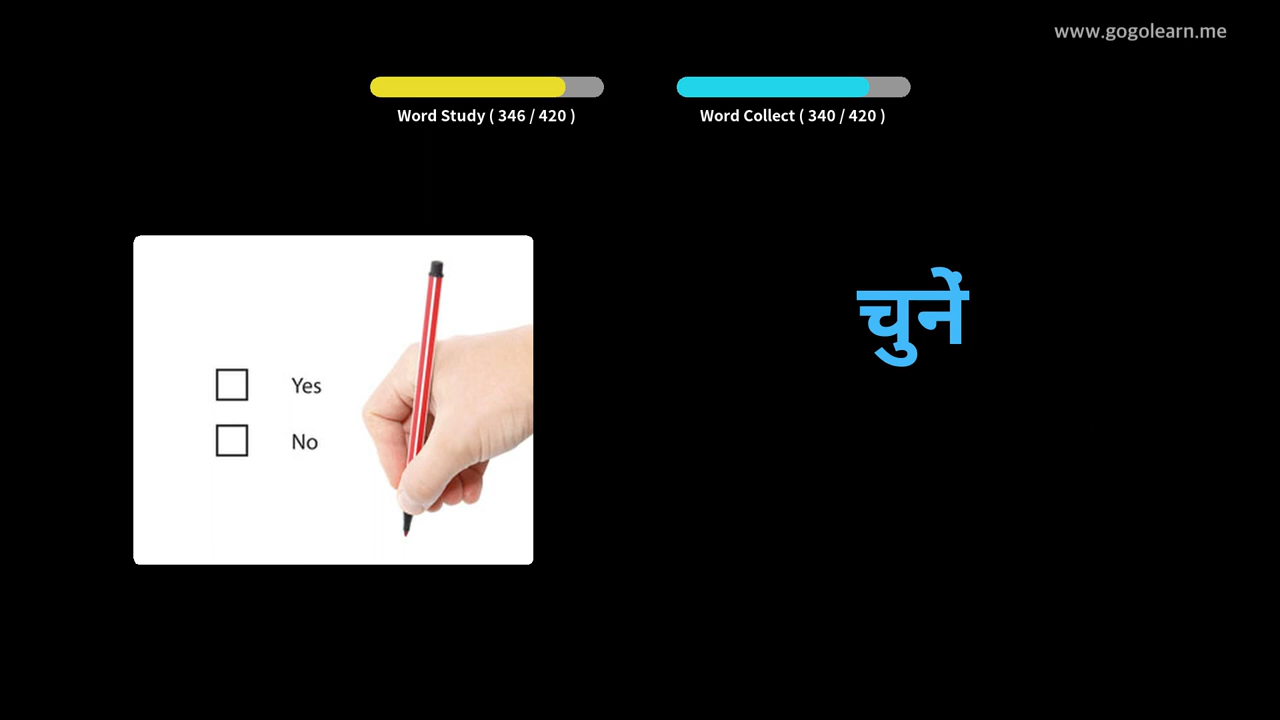 www.gogolearn.me
Word Study ( 346 / 420 )
Word Collect ( 340 / 420 )
चुनें
Yes
No